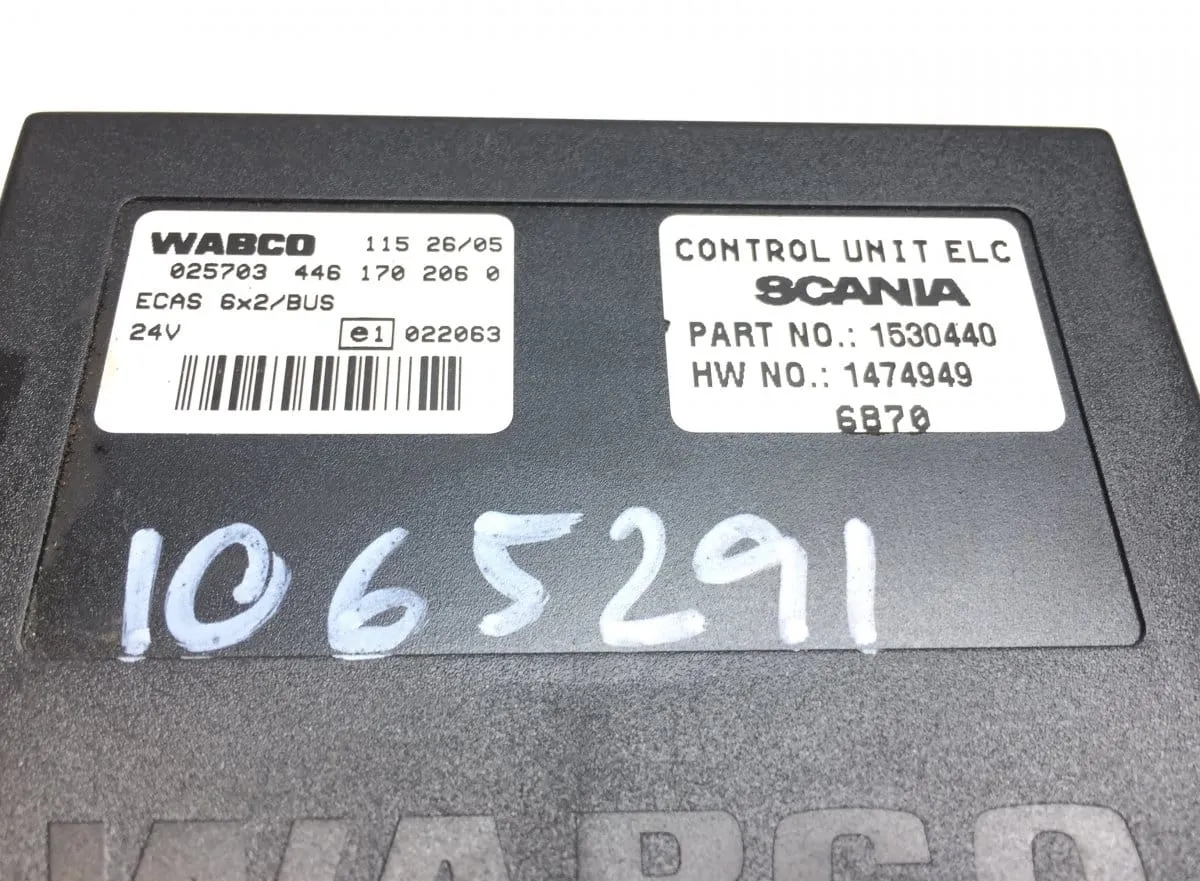 WABCO 115 26/05
025703 446 170 206 0
ECAS 6x2/BUS
24V e1 022063
CONTROL UNIT ELC
SCANIA
PART NO.: 1530440
HW NO.: 1474949
6870
1065291
WABCO